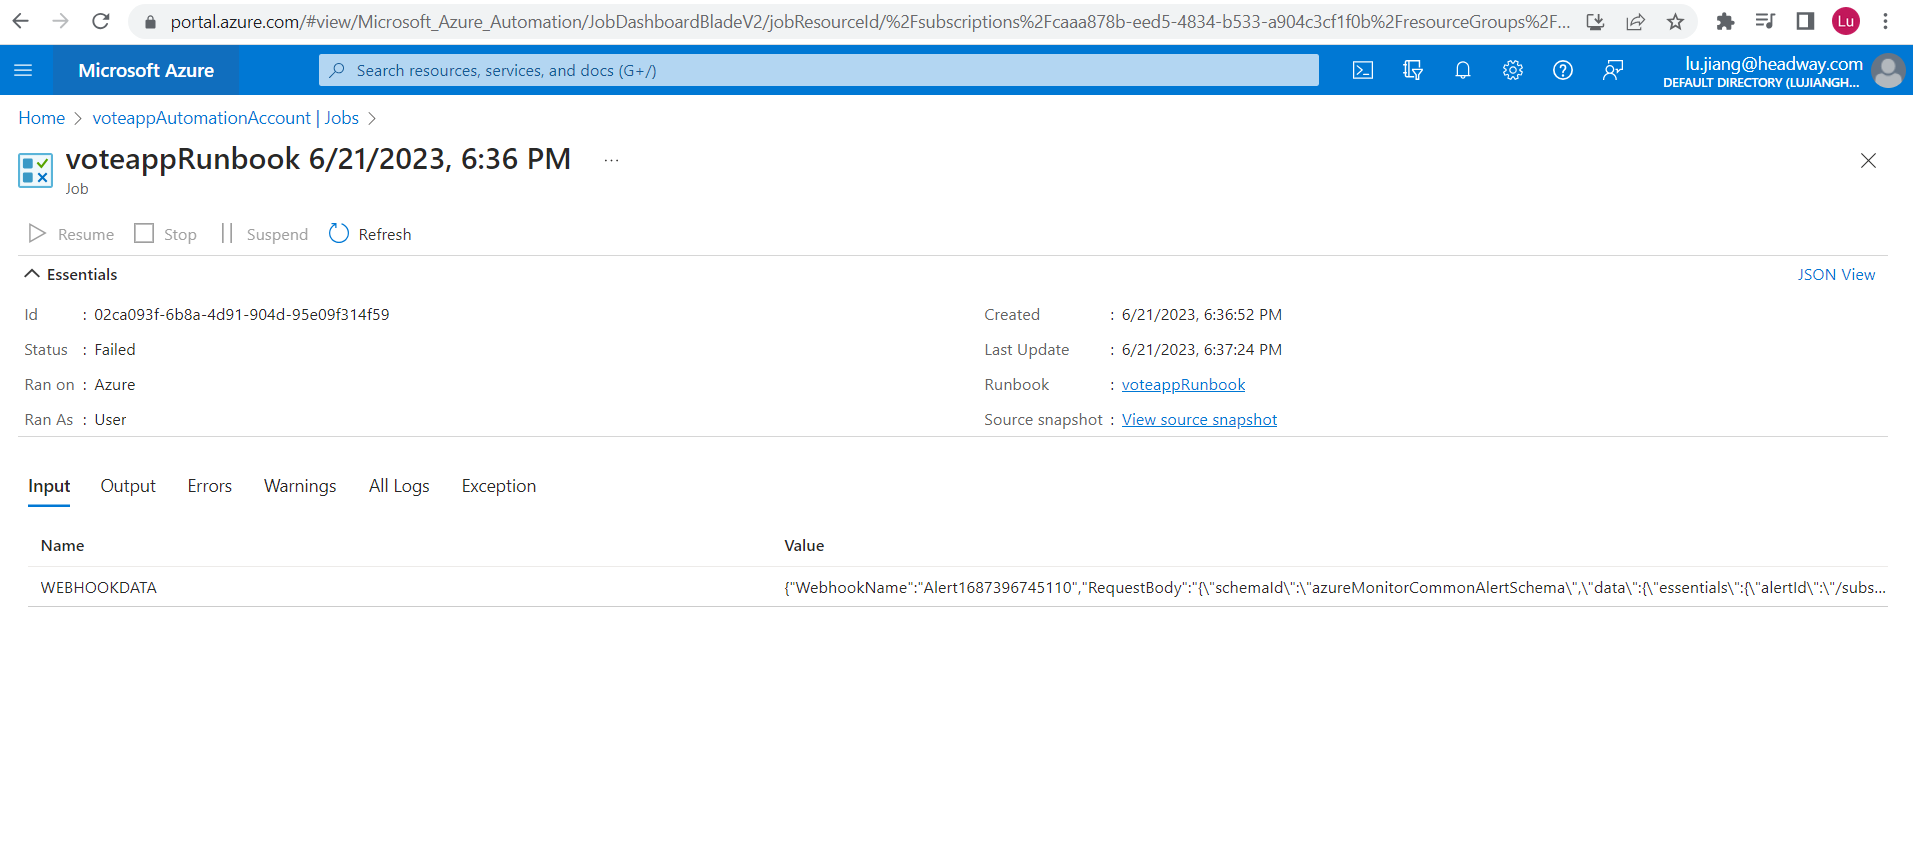 portal.azure.com/#view/Microsoft_Azure_Automation/JobDashboardBladeV2/jobResourceId/%2Fsubscriptions%2Fcaaa878b-eed5-4834-b533-a904c3cf1f0b%2FresourceGroups%2F...
Lu
Microsoft Azure
Search resources, services, and docs (G+/)
lu.jiang@headway.com
DEFAULT DIRECTORY (LUJIANGH...
Home > voteappAutomationAccount | Jobs >
voteappRunbook 6/21/2023, 6:36 PM ...
Job
Resume Stop Suspend Refresh
Essentials
JSON View
Id : 02ca093f-6b8a-4d91-904d-95e09f314f59
Status : Failed
Ran on : Azure
Ran As : User
Created : 6/21/2023, 6:36:52 PM
Last Update : 6/21/2023, 6:37:24 PM
Runbook : voteappRunbook
Source snapshot : View source snapshot
Input Output Errors Warnings All Logs Exception
Name Value
WEBHOOKDATA {"WebhookName":"Alert1687396745110","RequestBody":"{\"schemaId\":\"azureMonitorCommonAlertSchema\",\"data\":{\"essentials\":{\"alertId\":\"/subs...